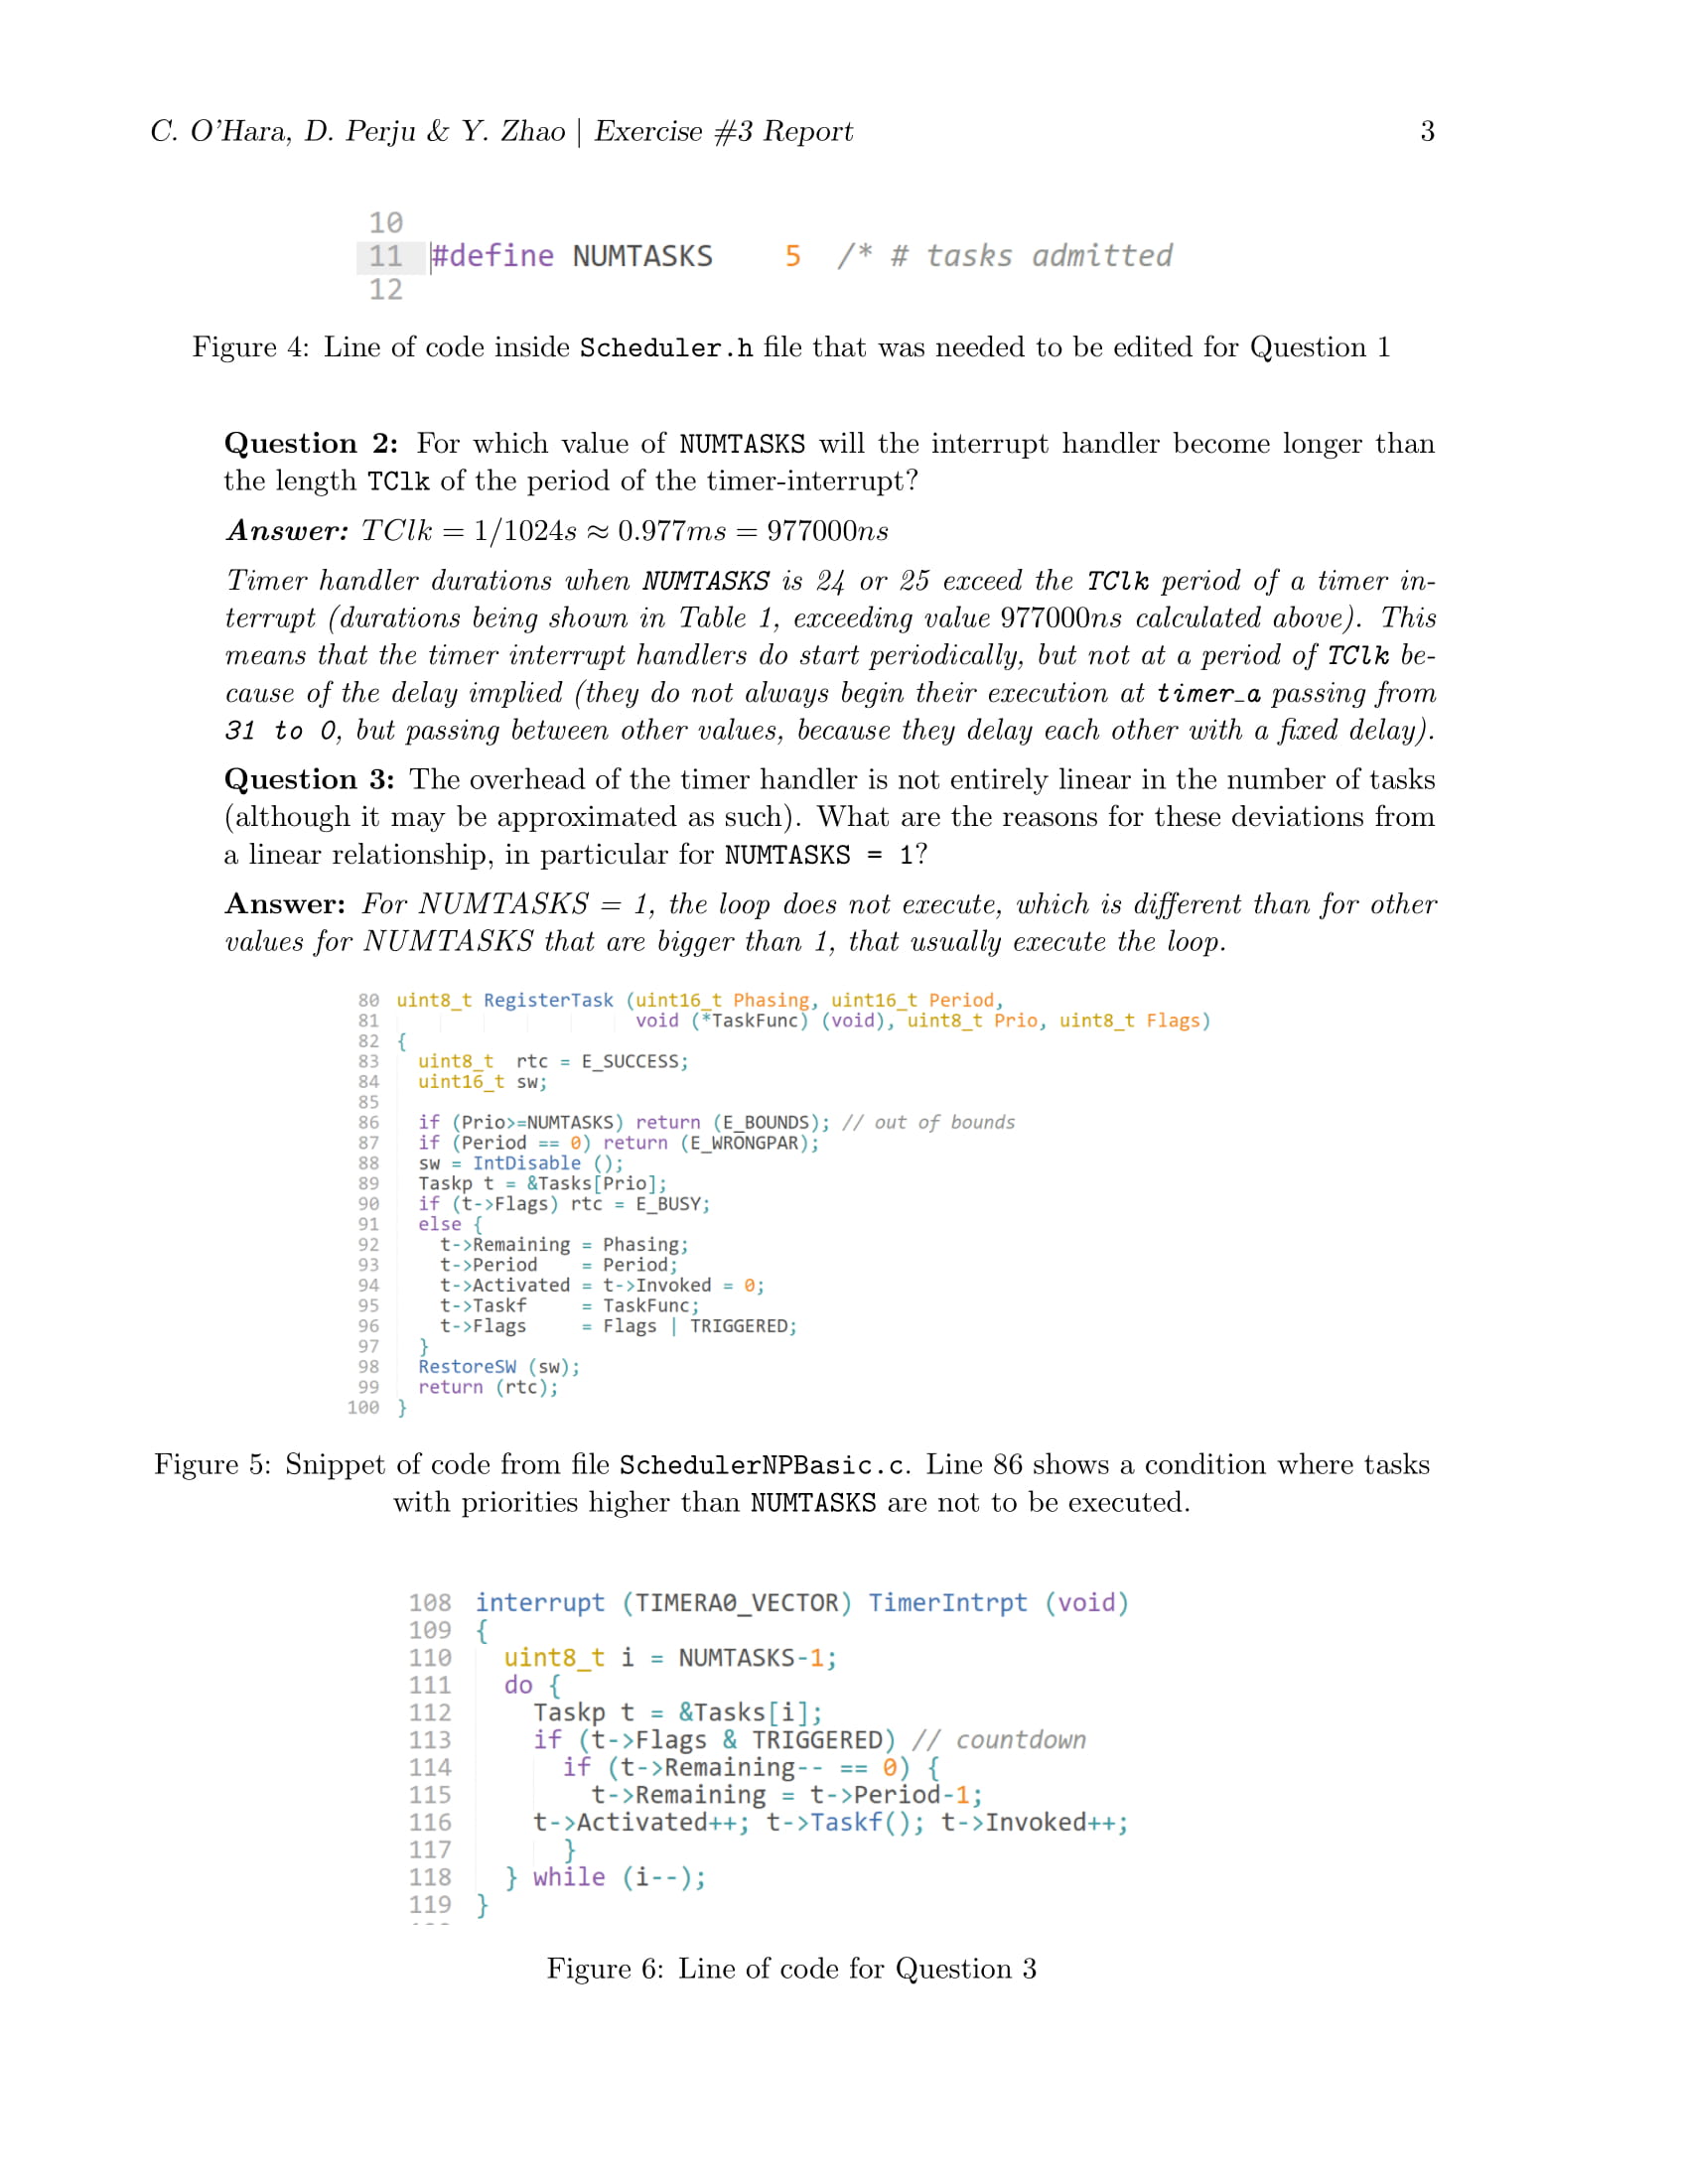 C. O'Hara, D. Perju & Y. Zhao | Exercise #3 Report 3
10
11 #define NUMTASKS 5 /* # tasks admitted
12
Figure 4: Line of code inside Scheduler.h file that was needed to be edited for Question 1
Question 2: For which value of NUMTASKS will the interrupt handler become longer than
the length TClk of the period of the timer-interrupt?
Answer: TClk = 1/1024s ≈ 0.977ms = 977000ns
Timer handler durations when NUMTASKS is 24 or 25 exceed the TClk period of a timer in-
terrupt (durations being shown in Table 1, exceeding value 977000ns calculated above). This
means that the timer interrupt handlers do start periodically, but not at a period of TClk be-
cause of the delay implied (they do not always begin their execution at timer_a passing from
31 to 0, but passing between other values, because they delay each other with a fixed delay).
Question 3: The overhead of the timer handler is not entirely linear in the number of tasks
(although it may be approximated as such). What are the reasons for these deviations from
a linear relationship, in particular for NUMTASKS = 1?
Answer: For NUMTASKS = 1, the loop does not execute, which is different than for other
values for NUMTASKS that are bigger than 1, that usually execute the loop.
80 uint8_t RegisterTask (uint16_t Phasing, uint16_t Period,
81 void (*TaskFunc) (void), uint8_t Prio, uint8_t Flags)
82 {
83 uint8_t rtc = E_SUCCESS;
84 uint16_t sw;
85
86 if (Prio>=NUMTASKS) return (E_BOUNDS); // out of bounds
87 if (Period == 0) return (E_WRONGPAR);
88 sw = IntDisable ();
89 Taskp t = &Tasks[Prio];
90 if (t->Flags) rtc = E_BUSY;
91 else {
92 t->Remaining = Phasing;
93 t->Period = Period;
94 t->Activated = t->Invoked = 0;
95 t->Taskf = TaskFunc;
96 t->Flags = Flags | TRIGGERED;
97 }
98 RestoreSW (sw);
99 return (rtc);
100 }
Figure 5: Snippet of code from file SchedulerNPBasic.c. Line 86 shows a condition where tasks
with priorities higher than NUMTASKS are not to be executed.
108 interrupt (TIMERA0_VECTOR) TimerIntrpt (void)
109 {
110 uint8_t i = NUMTASKS-1;
111 do {
112 Taskp t = &Tasks[i];
113 if (t->Flags & TRIGGERED) // countdown
114 if (t->Remaining-- == 0) {
115 t->Remaining = t->Period-1;
116 t->Activated++; t->Taskf(); t->Invoked++;
117 }
118 } while (i--);
119 }
Figure 6: Line of code for Question 3